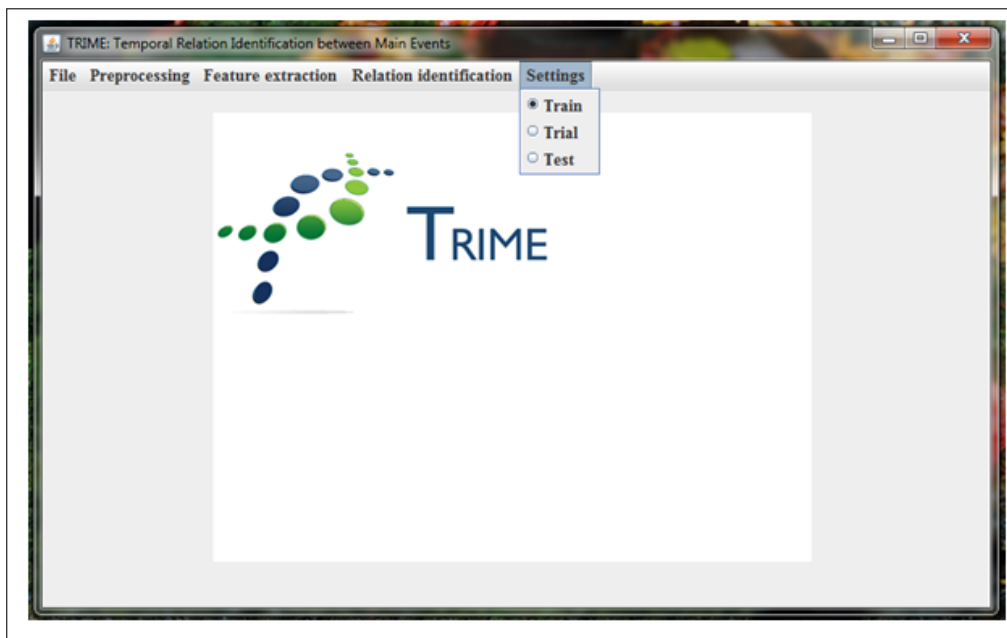 TRIME: Temporal Relation Identification between Main Events
File Preprocessing Feature extraction Relation identification Settings
Train
Trial
Test
TRIME